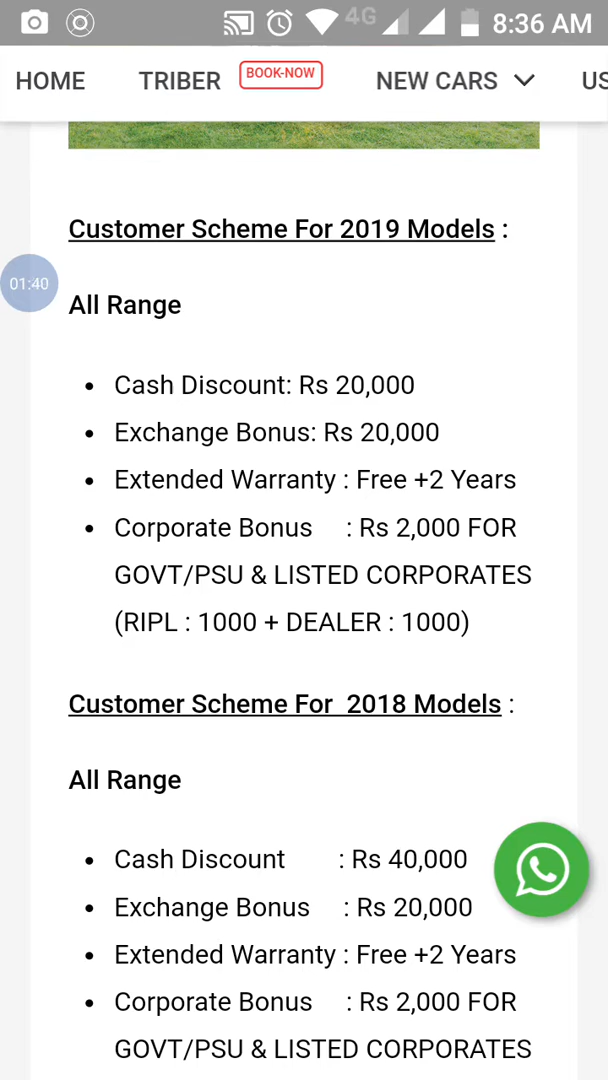 4G 8:36 AM
HOME TRIBER BOOK-NOW NEW CARS US
Customer Scheme For 2019 Models :
01:40
All Range
• Cash Discount: Rs 20,000
• Exchange Bonus: Rs 20,000
• Extended Warranty : Free +2 Years
• Corporate Bonus : Rs 2,000 FOR
GOVT/PSU & LISTED CORPORATES
(RIPL : 1000 + DEALER : 1000)
Customer Scheme For 2018 Models :
All Range
• Cash Discount : Rs 40,000
• Exchange Bonus : Rs 20,000
• Extended Warranty : Free +2 Years
• Corporate Bonus : Rs 2,000 FOR
GOVT/PSU & LISTED CORPORATES